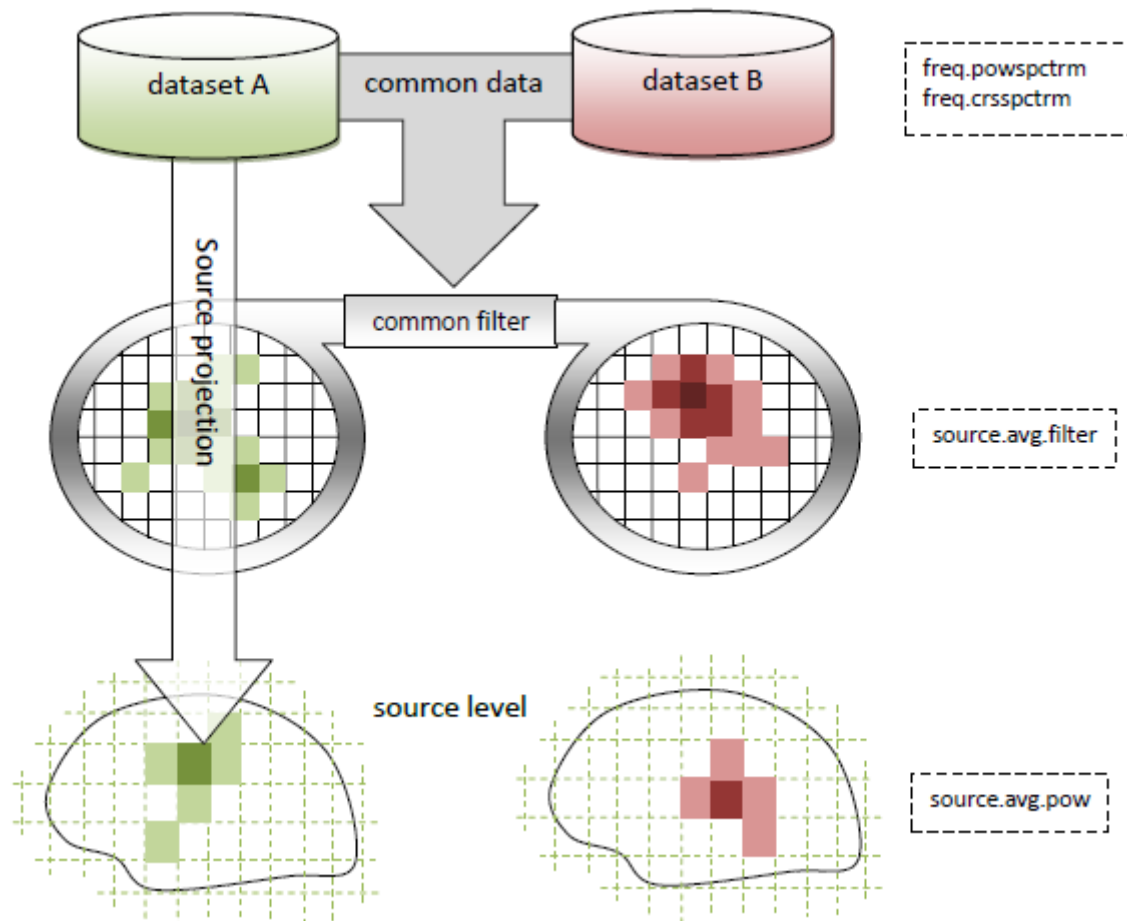 dataset A
common data
dataset B
freq.powspctrm
freq.crsspctrm
Source projection
common filter
source.avg.filter
source level
source.avg.pow